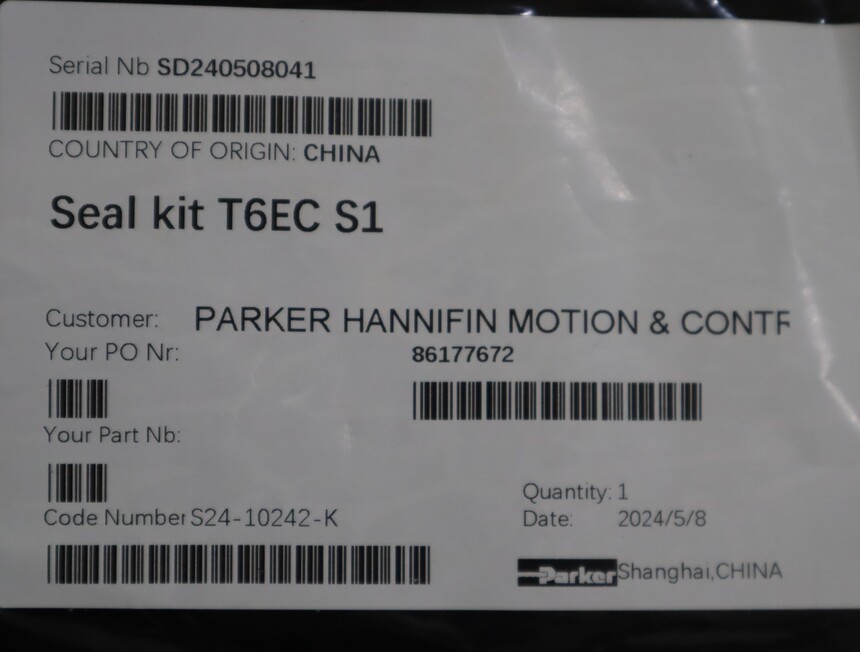 Serial Nb SD240508041
COUNTRY OF ORIGIN: CHINA
Seal kit T6EC S1
Customer: PARKER HANNIFIN MOTION & CONTR
Your PO Nr:
86177672
Your Part Nb:
Code Number S24-10242-K
Quantity: 1
Date: 2024/5/8
Parker Shanghai,CHINA